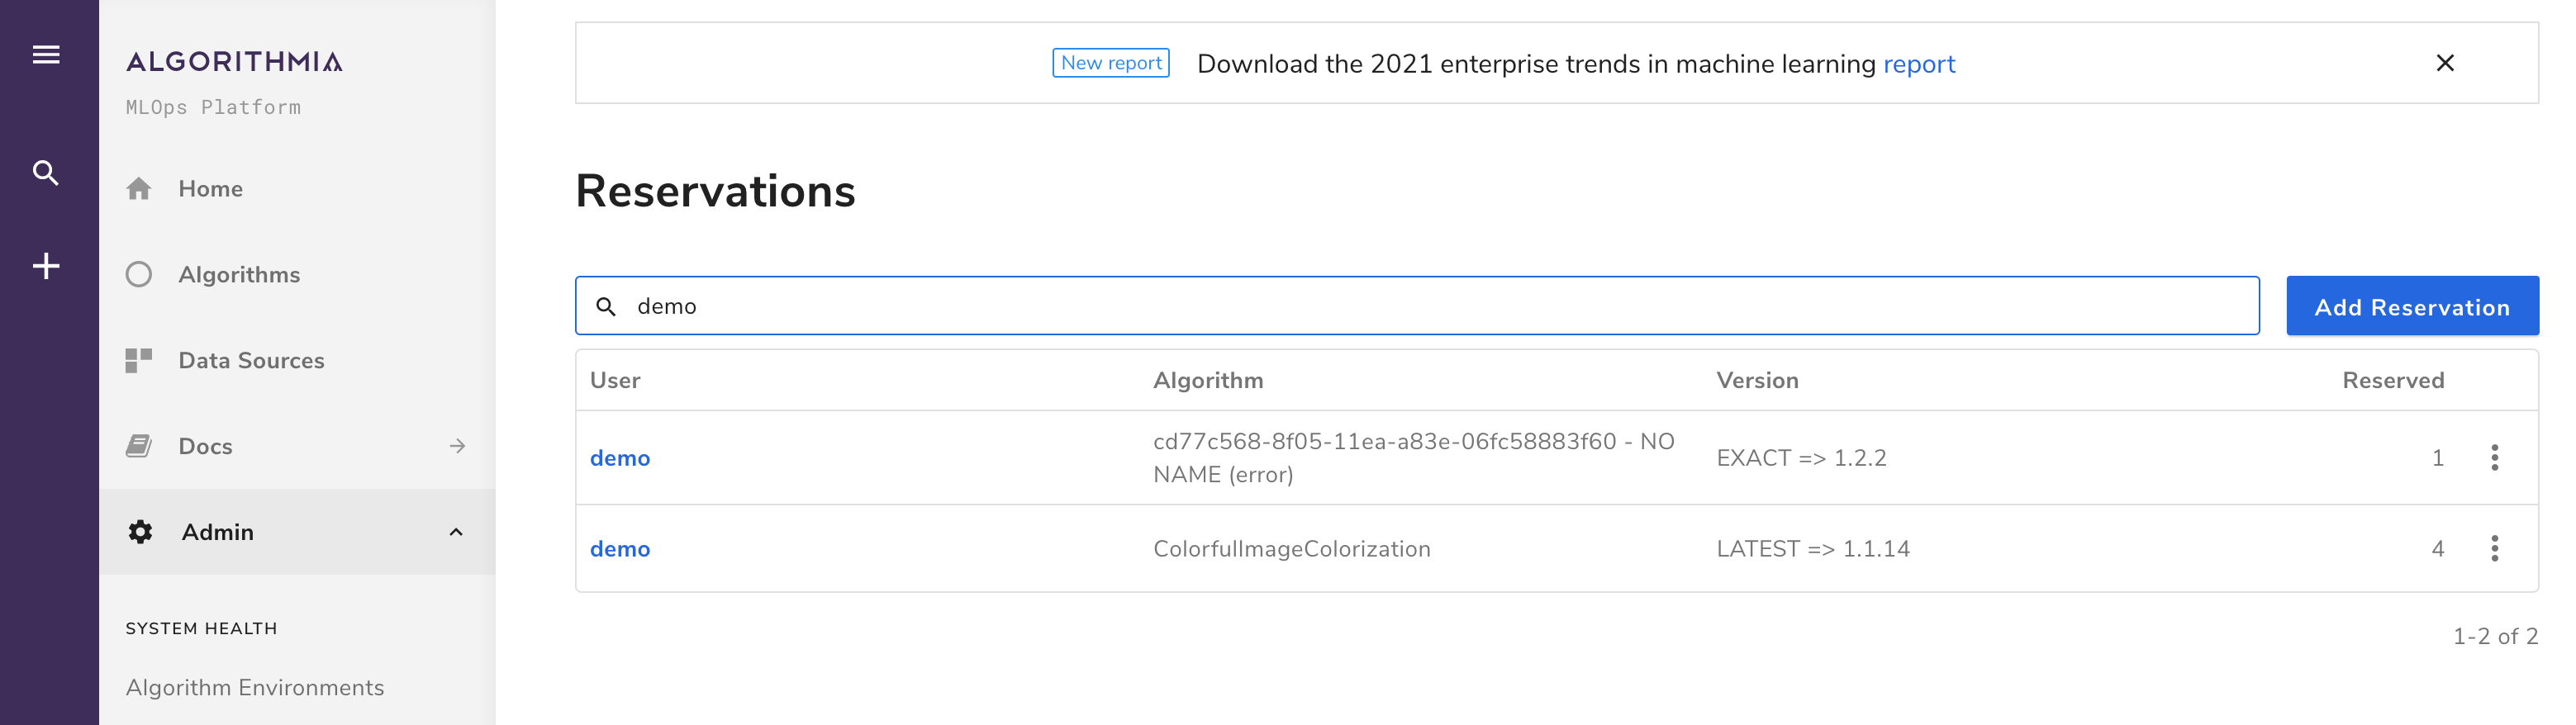 ALGORITHMIA
MLOps Platform
Home
Algorithms
Data Sources
Docs
Admin
SYSTEM HEALTH
Algorithm Environments
New report Download the 2021 enterprise trends in machine learning report
Reservations
demo
Add Reservation
User Algorithm Version Reserved
demo cd77c568-8f05-11ea-a83e-06fc58883f60 - NO
NAME (error) EXACT => 1.2.2 1
demo ColorfulImageColorization LATEST => 1.1.14 4
1-2 of 2